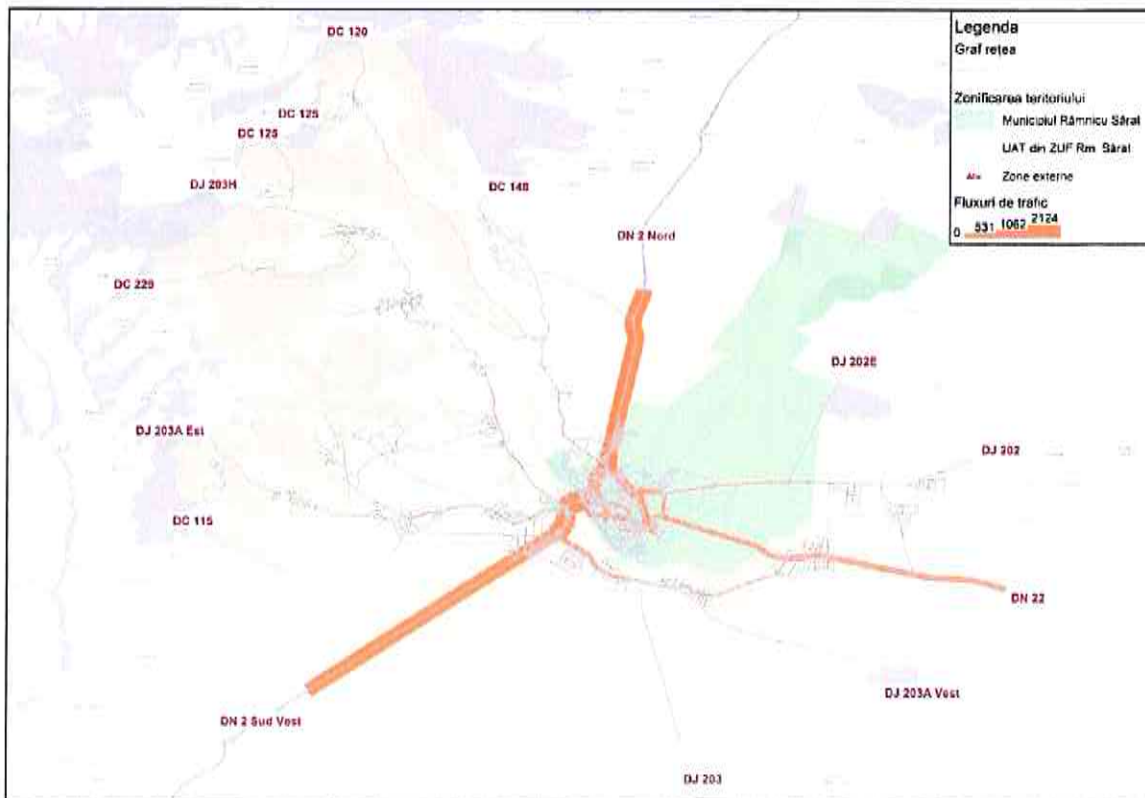 DC 120
DC 125
DC 125
DJ 203H
DC 148
DN 2 Nord
DC 229
DJ 202E
DJ 203A Est
DJ 202
DC 115
DN 22
DJ 203A Vest
DN 2 Sud Vest
DJ 203
Legenda
Graf rețea
Zonificarea teritoriului
Municipiul Râmnicu Sărat
UAT din ZUF Rm. Sărat
Zone externe
Fluxuri de trafic
0 531 1062 2124